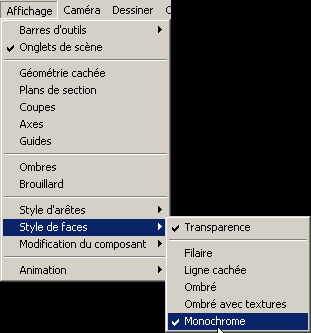 Affichage Caméra Dessiner
Barres d'outils
Onglets de scène
Géométrie cachée
Plans de section
Coupes
Axes
Guides
Ombres
Brouillard
Style d'arêtes
Style de faces
Modification du composant
Animation
Transparence
Filaire
Ligne cachée
Ombré
Ombré avec textures
Monochrome